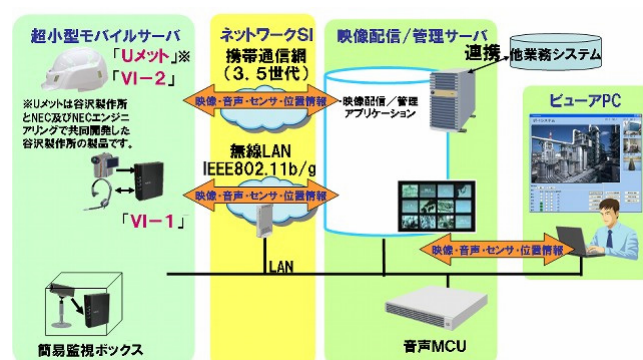 超小型モバイルサーバ
「Uメット」※
「VI-2」
※Uメットは谷沢製作所
とNEC及びNECエンジニ
アリングで共同開発した
谷沢製作所の製品です。
「VI-1」
簡易監視ボックス
ネットワークSI
携帯通信網
(3.5世代)
映像・音声・センサ・位置情報
無線LAN
IEEE802.11b/g
映像・音声・センサ・位置情報
LAN
映像配信/管理サーバ
連携
他業務システム
映像配信/管理
アプリケーション
映像・音声・センサ・位置情報
音声MCU
ビューアPC